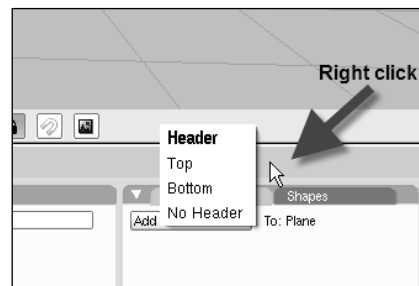 Right click
Header
Top
Bottom
No Header
Shapes
Add
To: Plane